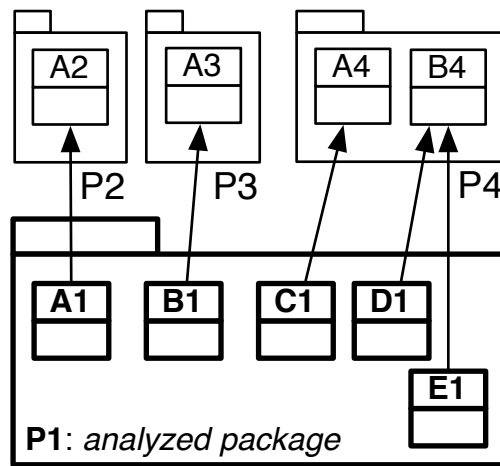 A2 A3 A4 B4
P2 P3 P4
A1 B1 C1 D1
E1
P1: analyzed package